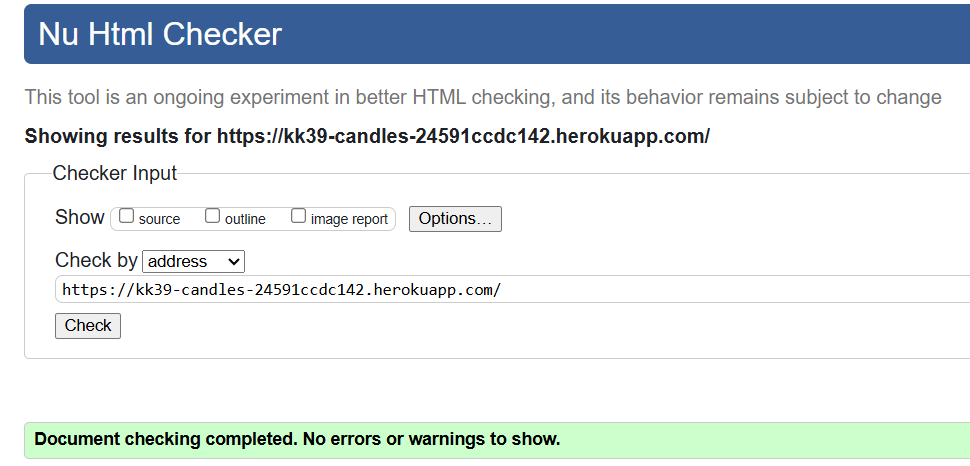 Nu Html Checker
This tool is an ongoing experiment in better HTML checking, and its behavior remains subject to change
Showing results for https://kk39-candles-24591ccdc142.herokuapp.com/
Checker Input
Show source outline image report Options...
Check by address
https://kk39-candles-24591ccdc142.herokuapp.com/
Check
Document checking completed. No errors or warnings to show.